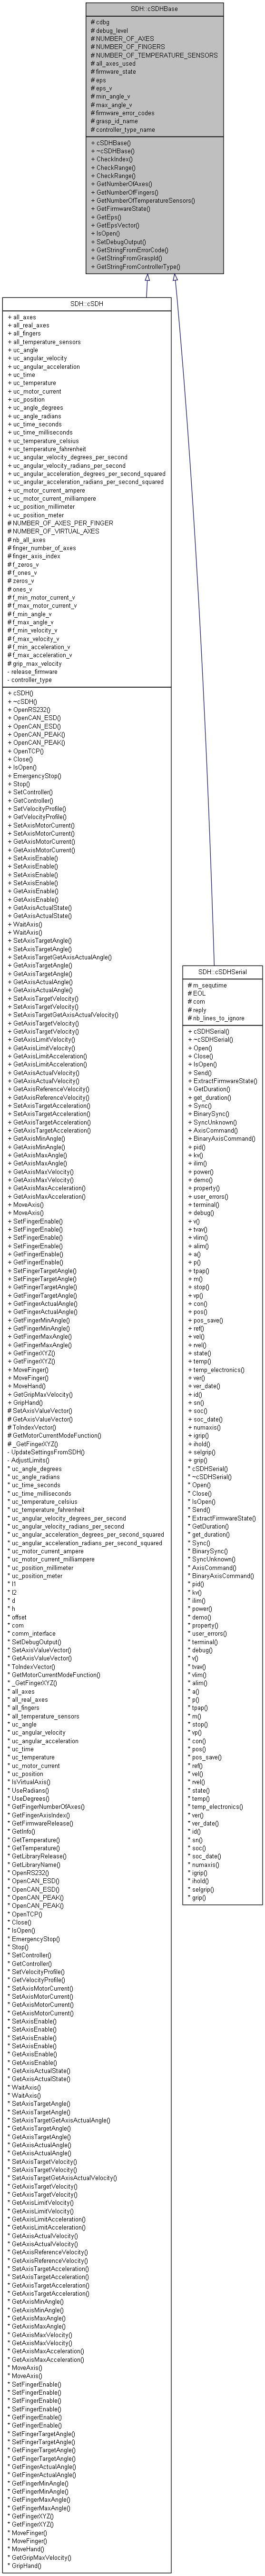 SDH::cSDHBase
# cdbg
# debug_level
# NUMBER_OF_AXES
# NUMBER_OF_FINGERS
# NUMBER_OF_TEMPERATURE_SENSORS
# all_axes_used
# firmware_state
# eps
# eps_v
# min_angle_v
# max_angle_v
# firmware_error_codes
# grasp_id_name
# controller_type_name
+ cSDHBase()
+ ~cSDHBase()
+ CheckIndex()
+ CheckRange()
+ CheckRange()
+ GetNumberOfAxes()
+ GetNumberOfFingers()
+ GetNumberOfTemperatureSensors()
+ GetFirmwareState()
+ GetEps()
+ GetEpsVector()
+ IsOpen()
+ SetDebugOutput()
+ GetStringFromErrorCode()
+ GetStringFromGraspId()
+ GetStringFromControllerType()
SDH::cSDH
+ all_axes
+ all_real_axes
+ all_fingers
+ all_temperature_sensors
+ uc_angle
+ uc_angular_velocity
+ uc_angular_acceleration
+ uc_time
+ uc_temperature
+ uc_motor_current
+ uc_position
+ uc_angle_degrees
+ uc_angle_radians
+ uc_time_seconds
+ uc_time_milliseconds
+ uc_temperature_celsius
+ uc_temperature_fahrenheit
+ uc_angular_velocity_degrees_per_second
+ uc_angular_velocity_radians_per_second
+ uc_angular_acceleration_degrees_per_second_squared
+ uc_angular_acceleration_radians_per_second_squared
+ uc_motor_current_ampere
+ uc_motor_current_milliampere
+ uc_position_millimeter
+ uc_position_meter
# NUMBER_OF_AXES_PER_FINGER
# NUMBER_OF_VIRTUAL_AXES
# nb_all_axes
# finger_number_of_axes
# finger_axis_index
# f_zeros_v
# f_ones_v
# zeros_v
# ones_v
# f_min_motor_current_v
# f_max_motor_current_v
# f_min_angle_v
# f_max_angle_v
# f_min_velocity_v
# f_max_velocity_v
# f_min_acceleration_v
# f_max_acceleration_v
# grip_max_velocity
- release_firmware
- controller_type
+ cSDH()
+ ~cSDH()
+ OpenRS232()
+ OpenCAN_ESD()
+ OpenCAN_ESD()
+ OpenCAN_PEAK()
+ OpenCAN_PEAK()
+ OpenTCP()
+ Close()
+ IsOpen()
+ EmergencyStop()
+ Stop()
+ SetController()
+ GetController()
+ SetVelocityProfile()
+ GetVelocityProfile()
+ SetAxisMotorCurrent()
+ SetAxisMotorCurrent()
+ GetAxisMotorCurrent()
+ GetAxisMotorCurrent()
+ SetAxisEnable()
+ SetAxisEnable()
+ SetAxisEnable()
+ SetAxisEnable()
+ GetAxisEnable()
+ GetAxisEnable()
+ GetAxisActualState()
+ GetAxisActualState()
+ WaitAxis()
+ WaitAxis()
+ SetAxisTargetAngle()
+ SetAxisTargetAngle()
+ SetAxisTargetGetAxisActualAngle()
+ GetAxisTargetAngle()
+ GetAxisTargetAngle()
+ GetAxisActualAngle()
+ GetAxisActualAngle()
+ SetAxisTargetVelocity()
+ SetAxisTargetVelocity()
+ SetAxisTargetGetAxisActualVelocity()
+ GetAxisTargetVelocity()
+ GetAxisTargetVelocity()
+ GetAxisLimitVelocity()
+ GetAxisLimitVelocity()
+ GetAxisLimitAcceleration()
+ GetAxisLimitAcceleration()
+ GetAxisActualVelocity()
+ GetAxisActualVelocity()
+ GetAxisReferenceVelocity()
+ GetAxisReferenceVelocity()
+ SetAxisTargetAcceleration()
+ SetAxisTargetAcceleration()
+ GetAxisTargetAcceleration()
+ GetAxisTargetAcceleration()
+ GetAxisMinAngle()
+ GetAxisMinAngle()
+ GetAxisMaxAngle()
+ GetAxisMaxAngle()
+ GetAxisMaxVelocity()
+ GetAxisMaxVelocity()
+ GetAxisMaxAcceleration()
+ GetAxisMaxAcceleration()
+ MoveAxis()
+ MoveAxis()
+ SetFingerEnable()
+ SetFingerEnable()
+ SetFingerEnable()
+ SetFingerEnable()
+ GetFingerEnable()
+ GetFingerEnable()
+ SetFingerTargetAngle()
+ SetFingerTargetAngle()
+ GetFingerTargetAngle()
+ GetFingerTargetAngle()
+ GetFingerActualAngle()
+ GetFingerActualAngle()
+ GetFingerMinAngle()
+ GetFingerMinAngle()
+ GetFingerMaxAngle()
+ GetFingerMaxAngle()
+ GetFingerXYZ()
+ GetFingerXYZ()
+ MoveFinger()
+ MoveFinger()
+ MoveHand()
+ GetGripMaxVelocity()
+ GripHand()
# SetAxisValueVector()
# GetAxisValueVector()
# ToIndexVector()
# GetMotorCurrentModeFunction()
# _GetFingerXYZ()
- UpdateSettingsFromSDH()
- AdjustLimits()
* uc_angle_degrees
* uc_angle_radians
* uc_time_seconds
* uc_time_milliseconds
* uc_temperature_celsius
* uc_temperature_fahrenheit
* uc_angular_velocity_degrees_per_second
* uc_angular_velocity_radians_per_second
* uc_angular_acceleration_degrees_per_second_squared
* uc_angular_acceleration_radians_per_second_squared
* uc_motor_current_ampere
* uc_motor_current_milliampere
* uc_position_millimeter
* uc_position_meter
* l1
* l2
* d
* h
* offset
* com
* comm_interface
* SetDebugOutput()
* SetAxisValueVector()
* GetAxisValueVector()
* ToIndexVector()
* GetMotorCurrentModeFunction()
* _GetFingerXYZ()
* all_axes
* all_real_axes
* all_fingers
* all_temperature_sensors
* uc_angle
* uc_angular_velocity
* uc_angular_acceleration
* uc_time
* uc_temperature
* uc_motor_current
* uc_position
* IsVirtualAxis()
* UseRadians()
* UseDegrees()
* GetFingerNumberOfAxes()
* GetFingerAxisIndex()
* GetFirmwareRelease()
* GetInfo()
* GetTemperature()
* GetTemperature()
* GetLibraryRelease()
* GetLibraryName()
* OpenRS232()
* OpenCAN_ESD()
* OpenCAN_ESD()
* OpenCAN_PEAK()
* OpenCAN_PEAK()
* OpenTCP()
* Close()
* IsOpen()
* EmergencyStop()
* Stop()
* SetController()
* GetController()
* SetVelocityProfile()
* GetVelocityProfile()
* SetAxisMotorCurrent()
* SetAxisMotorCurrent()
* GetAxisMotorCurrent()
* GetAxisMotorCurrent()
* SetAxisEnable()
* SetAxisEnable()
* SetAxisEnable()
* SetAxisEnable()
* GetAxisEnable()
* GetAxisEnable()
* GetAxisActualState()
* GetAxisActualState()
* WaitAxis()
* WaitAxis()
* SetAxisTargetAngle()
* SetAxisTargetAngle()
* SetAxisTargetGetAxisActualAngle()
* GetAxisTargetAngle()
* GetAxisTargetAngle()
* GetAxisActualAngle()
* GetAxisActualAngle()
* SetAxisTargetVelocity()
* SetAxisTargetVelocity()
* SetAxisTargetGetAxisActualVelocity()
* GetAxisTargetVelocity()
* GetAxisTargetVelocity()
* GetAxisLimitVelocity()
* GetAxisLimitVelocity()
* GetAxisLimitAcceleration()
* GetAxisLimitAcceleration()
* GetAxisActualVelocity()
* GetAxisActualVelocity()
* GetAxisReferenceVelocity()
* GetAxisReferenceVelocity()
* SetAxisTargetAcceleration()
* SetAxisTargetAcceleration()
* GetAxisTargetAcceleration()
* GetAxisTargetAcceleration()
* GetAxisMinAngle()
* GetAxisMinAngle()
* GetAxisMaxAngle()
* GetAxisMaxAngle()
* GetAxisMaxVelocity()
* GetAxisMaxVelocity()
* GetAxisMaxAcceleration()
* GetAxisMaxAcceleration()
* MoveAxis()
* MoveAxis()
* SetFingerEnable()
* SetFingerEnable()
* SetFingerEnable()
* SetFingerEnable()
* GetFingerEnable()
* GetFingerEnable()
* SetFingerTargetAngle()
* SetFingerTargetAngle()
* GetFingerTargetAngle()
* GetFingerTargetAngle()
* GetFingerActualAngle()
* GetFingerActualAngle()
* GetFingerMinAngle()
* GetFingerMinAngle()
* GetFingerMaxAngle()
* GetFingerMaxAngle()
* GetFingerXYZ()
* GetFingerXYZ()
* MoveFinger()
* MoveFinger()
* MoveHand()
* GetGripMaxVelocity()
* GripHand()
SDH::cSDHSerial
# m_sequtime
# EOL
# com
# reply
# nb_lines_to_ignore
+ cSDHSerial()
+ ~cSDHSerial()
+ Open()
+ Close()
+ IsOpen()
+ Send()
+ ExtractFirmwareState()
+ GetDuration()
+ get_duration()
+ Sync()
+ BinarySync()
+ SyncUnknown()
+ AxisCommand()
+ BinaryAxisCommand()
+ pid()
+ kv()
+ ilim()
+ power()
+ demo()
+ property()
+ user_errors()
+ terminal()
+ debug()
+ v()
+ tvav()
+ vlim()
+ alim()
+ a()
+ p()
+ tpap()
+ m()
+ stop()
+ vp()
+ con()
+ pos()
+ pos_save()
+ ref()
+ vel()
+ rvel()
+ state()
+ temp()
+ temp_electronics()
+ ver()
+ ver_date()
+ id()
+ sn()
+ soc()
+ soc_date()
+ numaxis()
+ igrip()
+ ihold()
+ selgrip()
+ grip()
* cSDHSerial()
* ~cSDHSerial()
* Open()
* Close()
* IsOpen()
* Send()
* ExtractFirmwareState()
* GetDuration()
* get_duration()
* Sync()
* BinarySync()
* SyncUnknown()
* AxisCommand()
* BinaryAxisCommand()
* pid()
* kv()
* ilim()
* power()
* demo()
* property()
* user_errors()
* terminal()
* debug()
* v()
* tvav()
* vlim()
* alim()
* a()
* p()
* tpap()
* m()
* stop()
* vp()
* con()
* pos()
* pos_save()
* ref()
* vel()
* rvel()
* state()
* temp()
* temp_electronics()
* ver()
* ver_date()
* id()
* sn()
* soc()
* soc_date()
* numaxis()
* igrip()
* ihold()
* selgrip()
* grip()